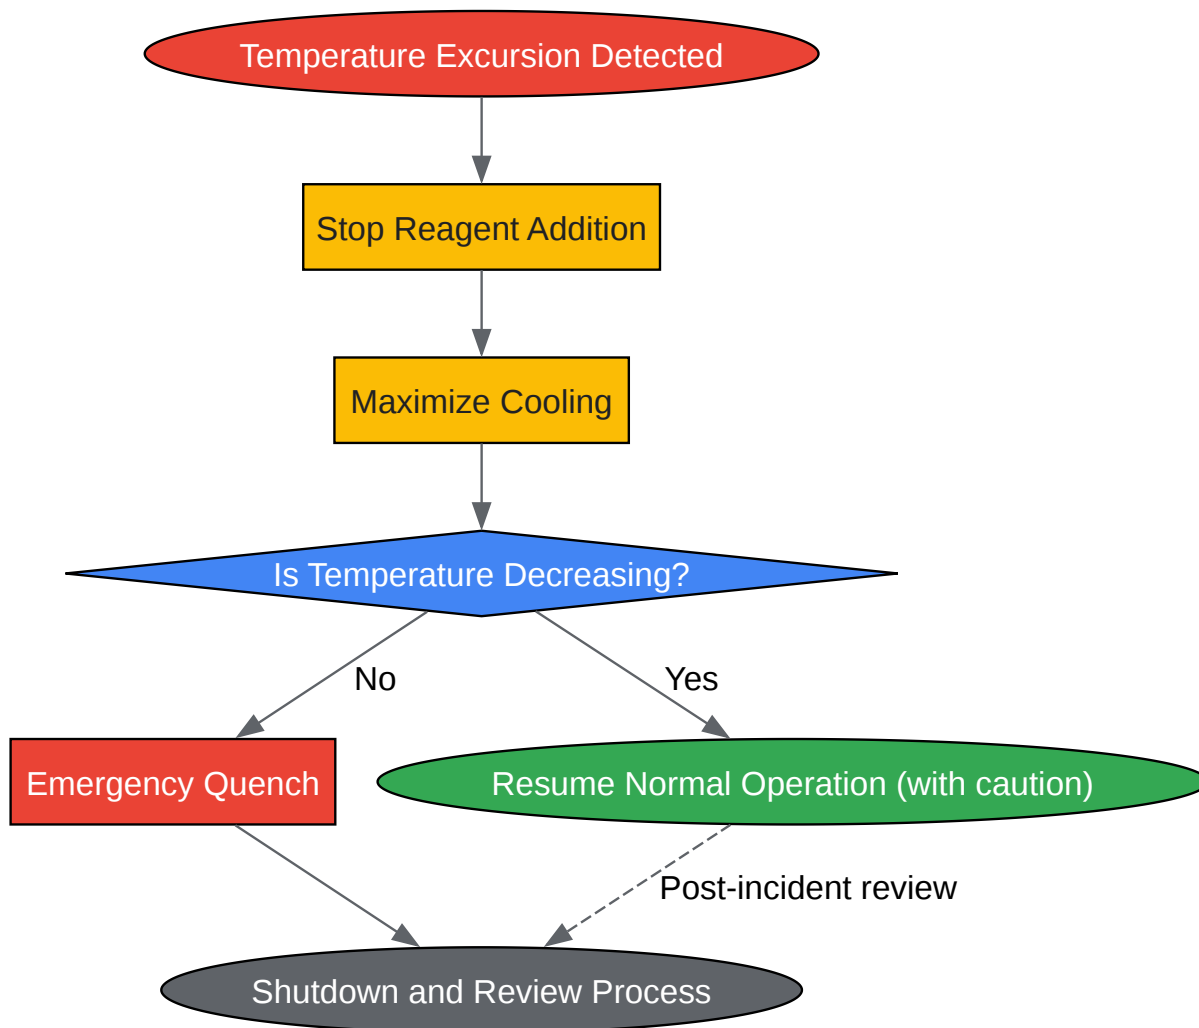 Temperature Excursion Detected
Stop Reagent Addition
Maximize Cooling
Is Temperature Decreasing?
No
Yes
Emergency Quench
Resume Normal Operation (with caution)
Post-incident review
Shutdown and Review Process